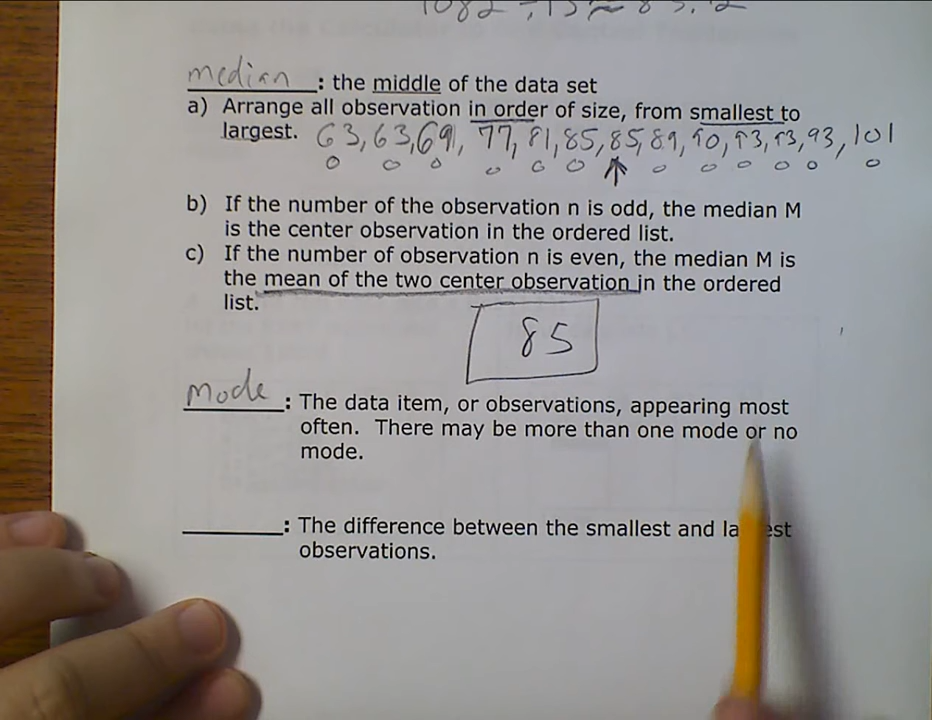 1082 ÷ 13 ≈ 83.2
median : the middle of the data set
a) Arrange all observation in order of size, from smallest to
largest. 63, 63, 69, 77, 81, 85, 85, 89, 90, 93, 93, 93, 101
b) If the number of the observation n is odd, the median M
is the center observation in the ordered list.
c) If the number of observation n is even, the median M is
the mean of the two center observation in the ordered
list.
85
Mode : The data item, or observations, appearing most
often. There may be more than one mode or no
mode.
: The difference between the smallest and
observations.